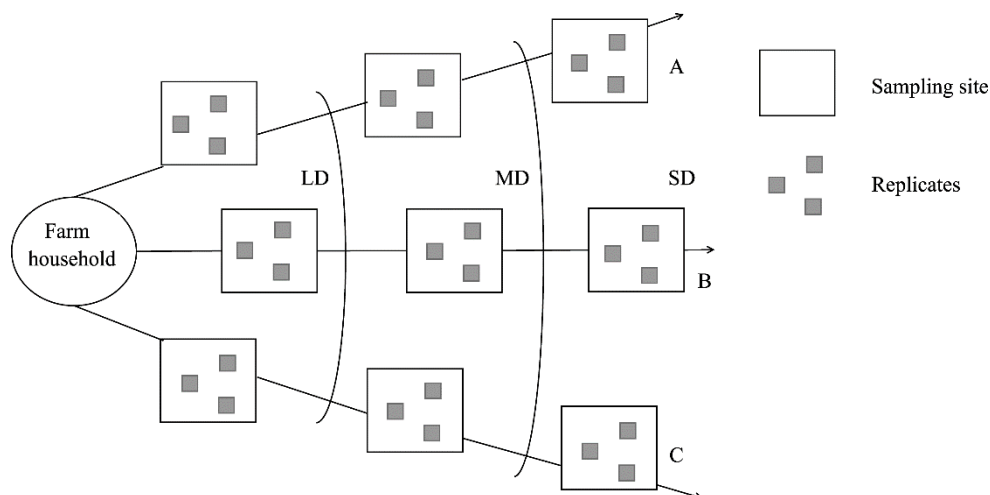 A
Sampling site
LD
MD
SD
Replicates
Farm
household
B
C